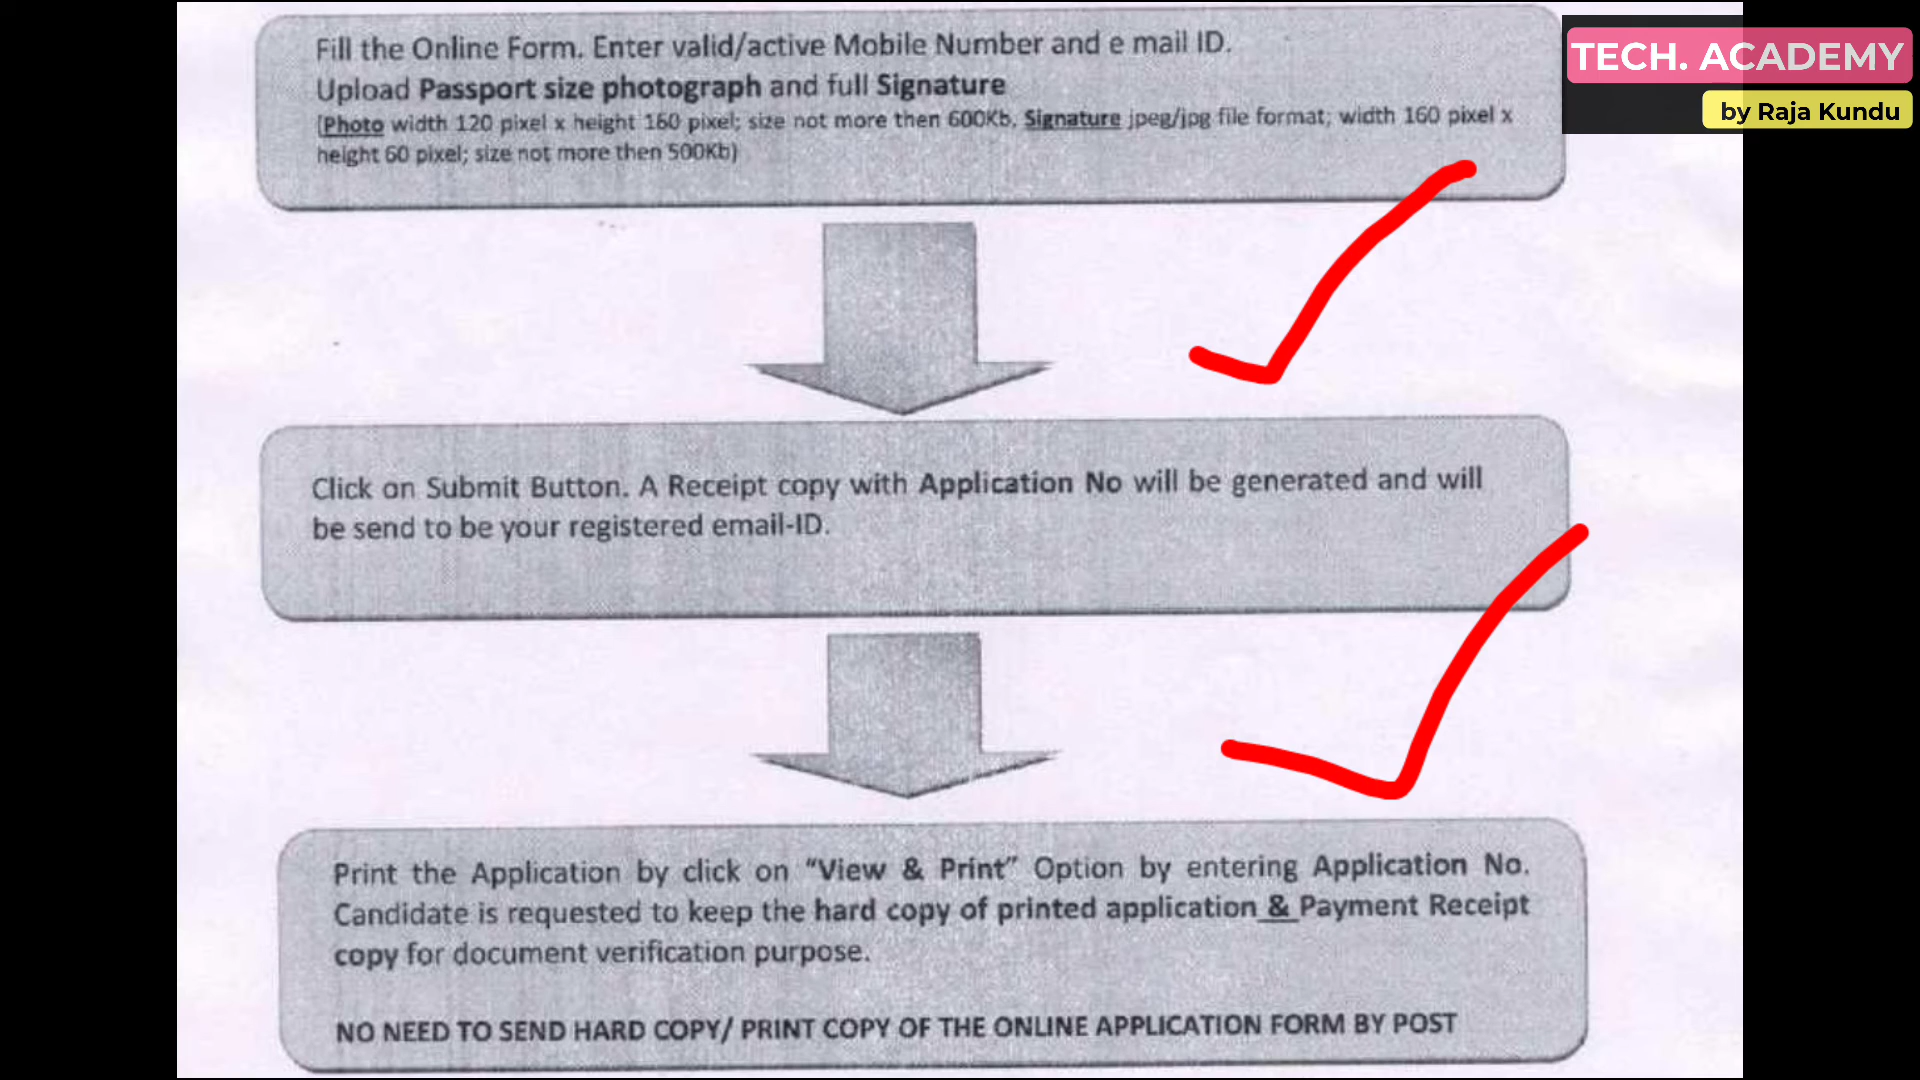 Fill the Online Form. Enter valid/active Mobile Number and e mail ID.
Upload Passport size photograph and full Signature
(Photo width 120 pixel x height 160 pixel; size not more then 600Kb, Signature jpeg/jpg file format; width 160 pixel x
height 60 pixel; size not more then 500Kb)
TECH. ACADEMY
by Raja Kundu
Click on Submit Button. A Receipt copy with Application No will be generated and will
be send to be your registered email-ID.
Print the Application by click on “View & Print” Option by entering Application No.
Candidate is requested to keep the hard copy of printed application & Payment Receipt
copy for document verification purpose.
NO NEED TO SEND HARD COPY/ PRINT COPY OF THE ONLINE APPLICATION FORM BY POST